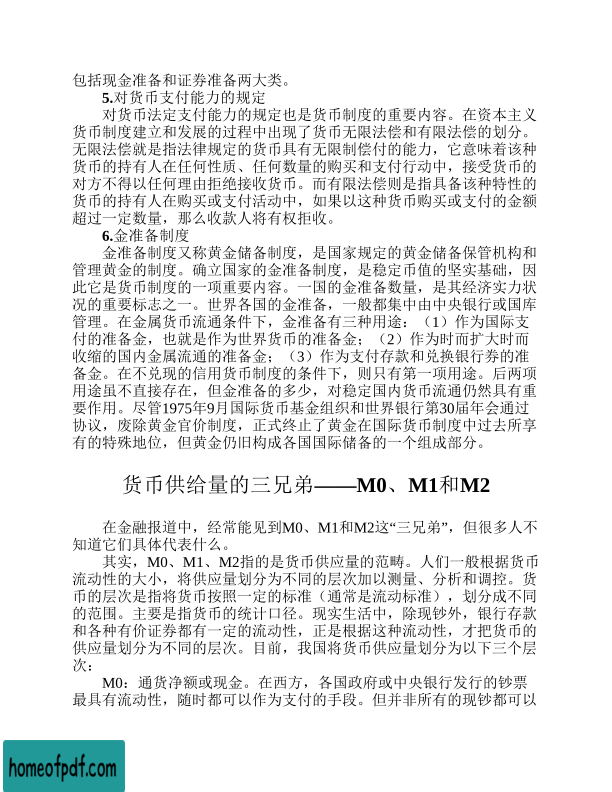 包括现金准备和证券准备两大类。
5.对货币支付能力的规定
对货币法定支付能力的规定也是货币制度的重要内容。在资本主义
货币制度建立和发展的过程中出现了货币无限法偿和有限法偿的划分。
无限法偿就是指法律规定的货币具有无限制偿付的能力，它意味着该种
货币的持有人在任何性质、任何数量的购买和支付行动中，接受货币的
对方不得以任何理由拒绝接收货币。而有限法偿则是指具备该种特性的
货币的持有人在购买或支付活动中，如果以这种货币购买或支付的金额
超过一定数量，那么收款人将有权拒收。
6.金准备制度
金准备制度又称黄金储备制度，是国家规定的黄金储备保管机构和
管理黄金的制度。确立国家的金准备制度，是稳定币值的坚实基础，因
此它是货币制度的一项重要内容。一国的金准备数量，是其经济实力状
况的重要标志之一。世界各国的金准备，一般都集中由中央银行或国库
管理。在金属货币流通条件下，金准备有三种用途：（1）作为国际支
付的准备金，也就是作为世界货币的准备金；（2）作为时而扩大时而
收缩的国内金属流通的准备金；（3）作为支付存款和兑换银行券的准
备金。在不兑现的信用货币制度的条件下，则只有第一项用途。后两项
用途虽不直接存在，但金准备的多少，对稳定国内货币流通仍然具有重
要作用。尽管1975年9月国际货币基金组织和世界银行第30届年会通过
协议，废除黄金官价制度，正式终止了黄金在国际货币制度中过去所享
有的特殊地位，但黄金仍旧构成各国国际储备的一个组成部分。
货币供给量的三兄弟——M0、M1和M2
在金融报道中，经常能见到M0、M1和M2这“三兄弟”，但很多人不
知道它们具体代表什么。
其实，M0、M1、M2指的是货币供应量的范畴。人们一般根据货币
流动性的大小，将供应量划分为不同的层次加以测量、分析和调控。货
币的层次是指将货币按照一定的标准（通常是流动标准），划分成不同
的范围。主要是指货币的统计口径。现实生活中，除现钞外，银行存款
和各种有价证券都有一定的流动性，正是根据这种流动性，才把货币的
供应量划分为不同的层次。目前，我国将货币供应量划分为以下三个层
次：
M0：通货净额或现金。在西方，各国政府或中央银行发行的钞票
最具有流动性，随时都可以作为支付的手段。但并非所有的现钞都可以
homeofpdf.com